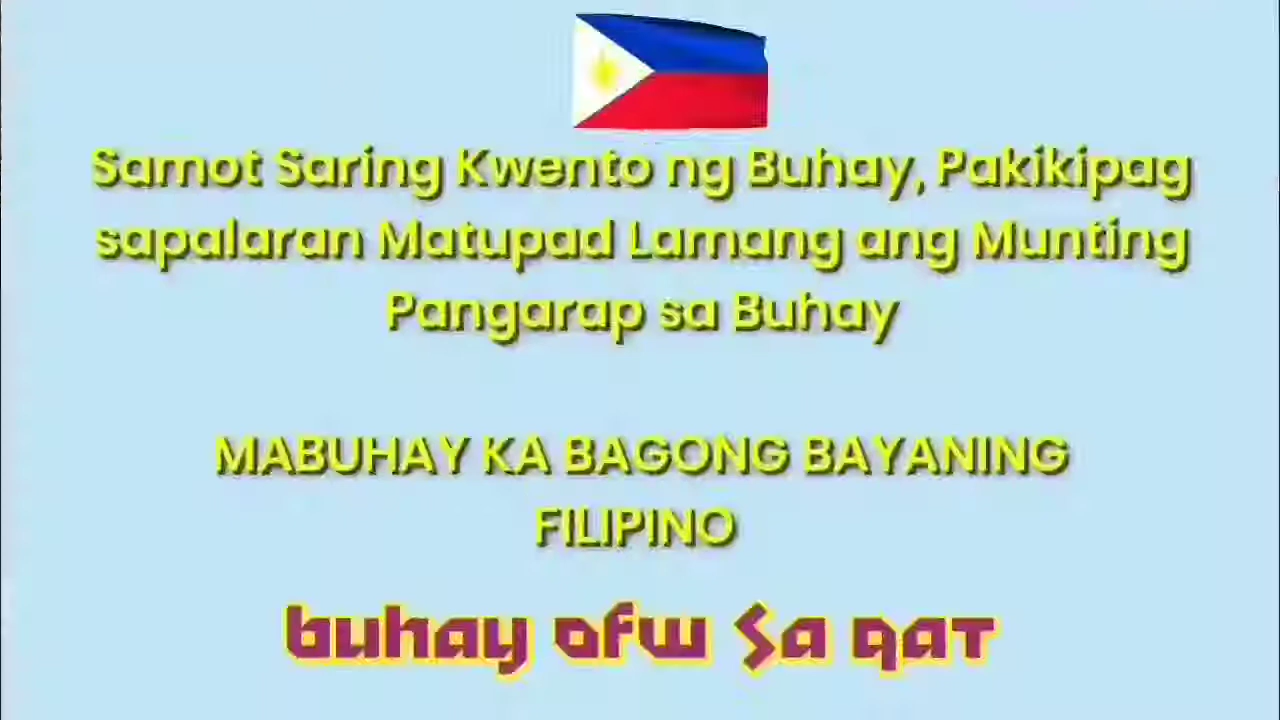 Samot Saring Kwento ng Buhay, Pakikipag
sapalaran Matupad Lamang ang Munting
Pangarap sa Buhay
MABUHAY KA BAGONG BAYANING
FILIPINO
buhay OFW Sa QAT